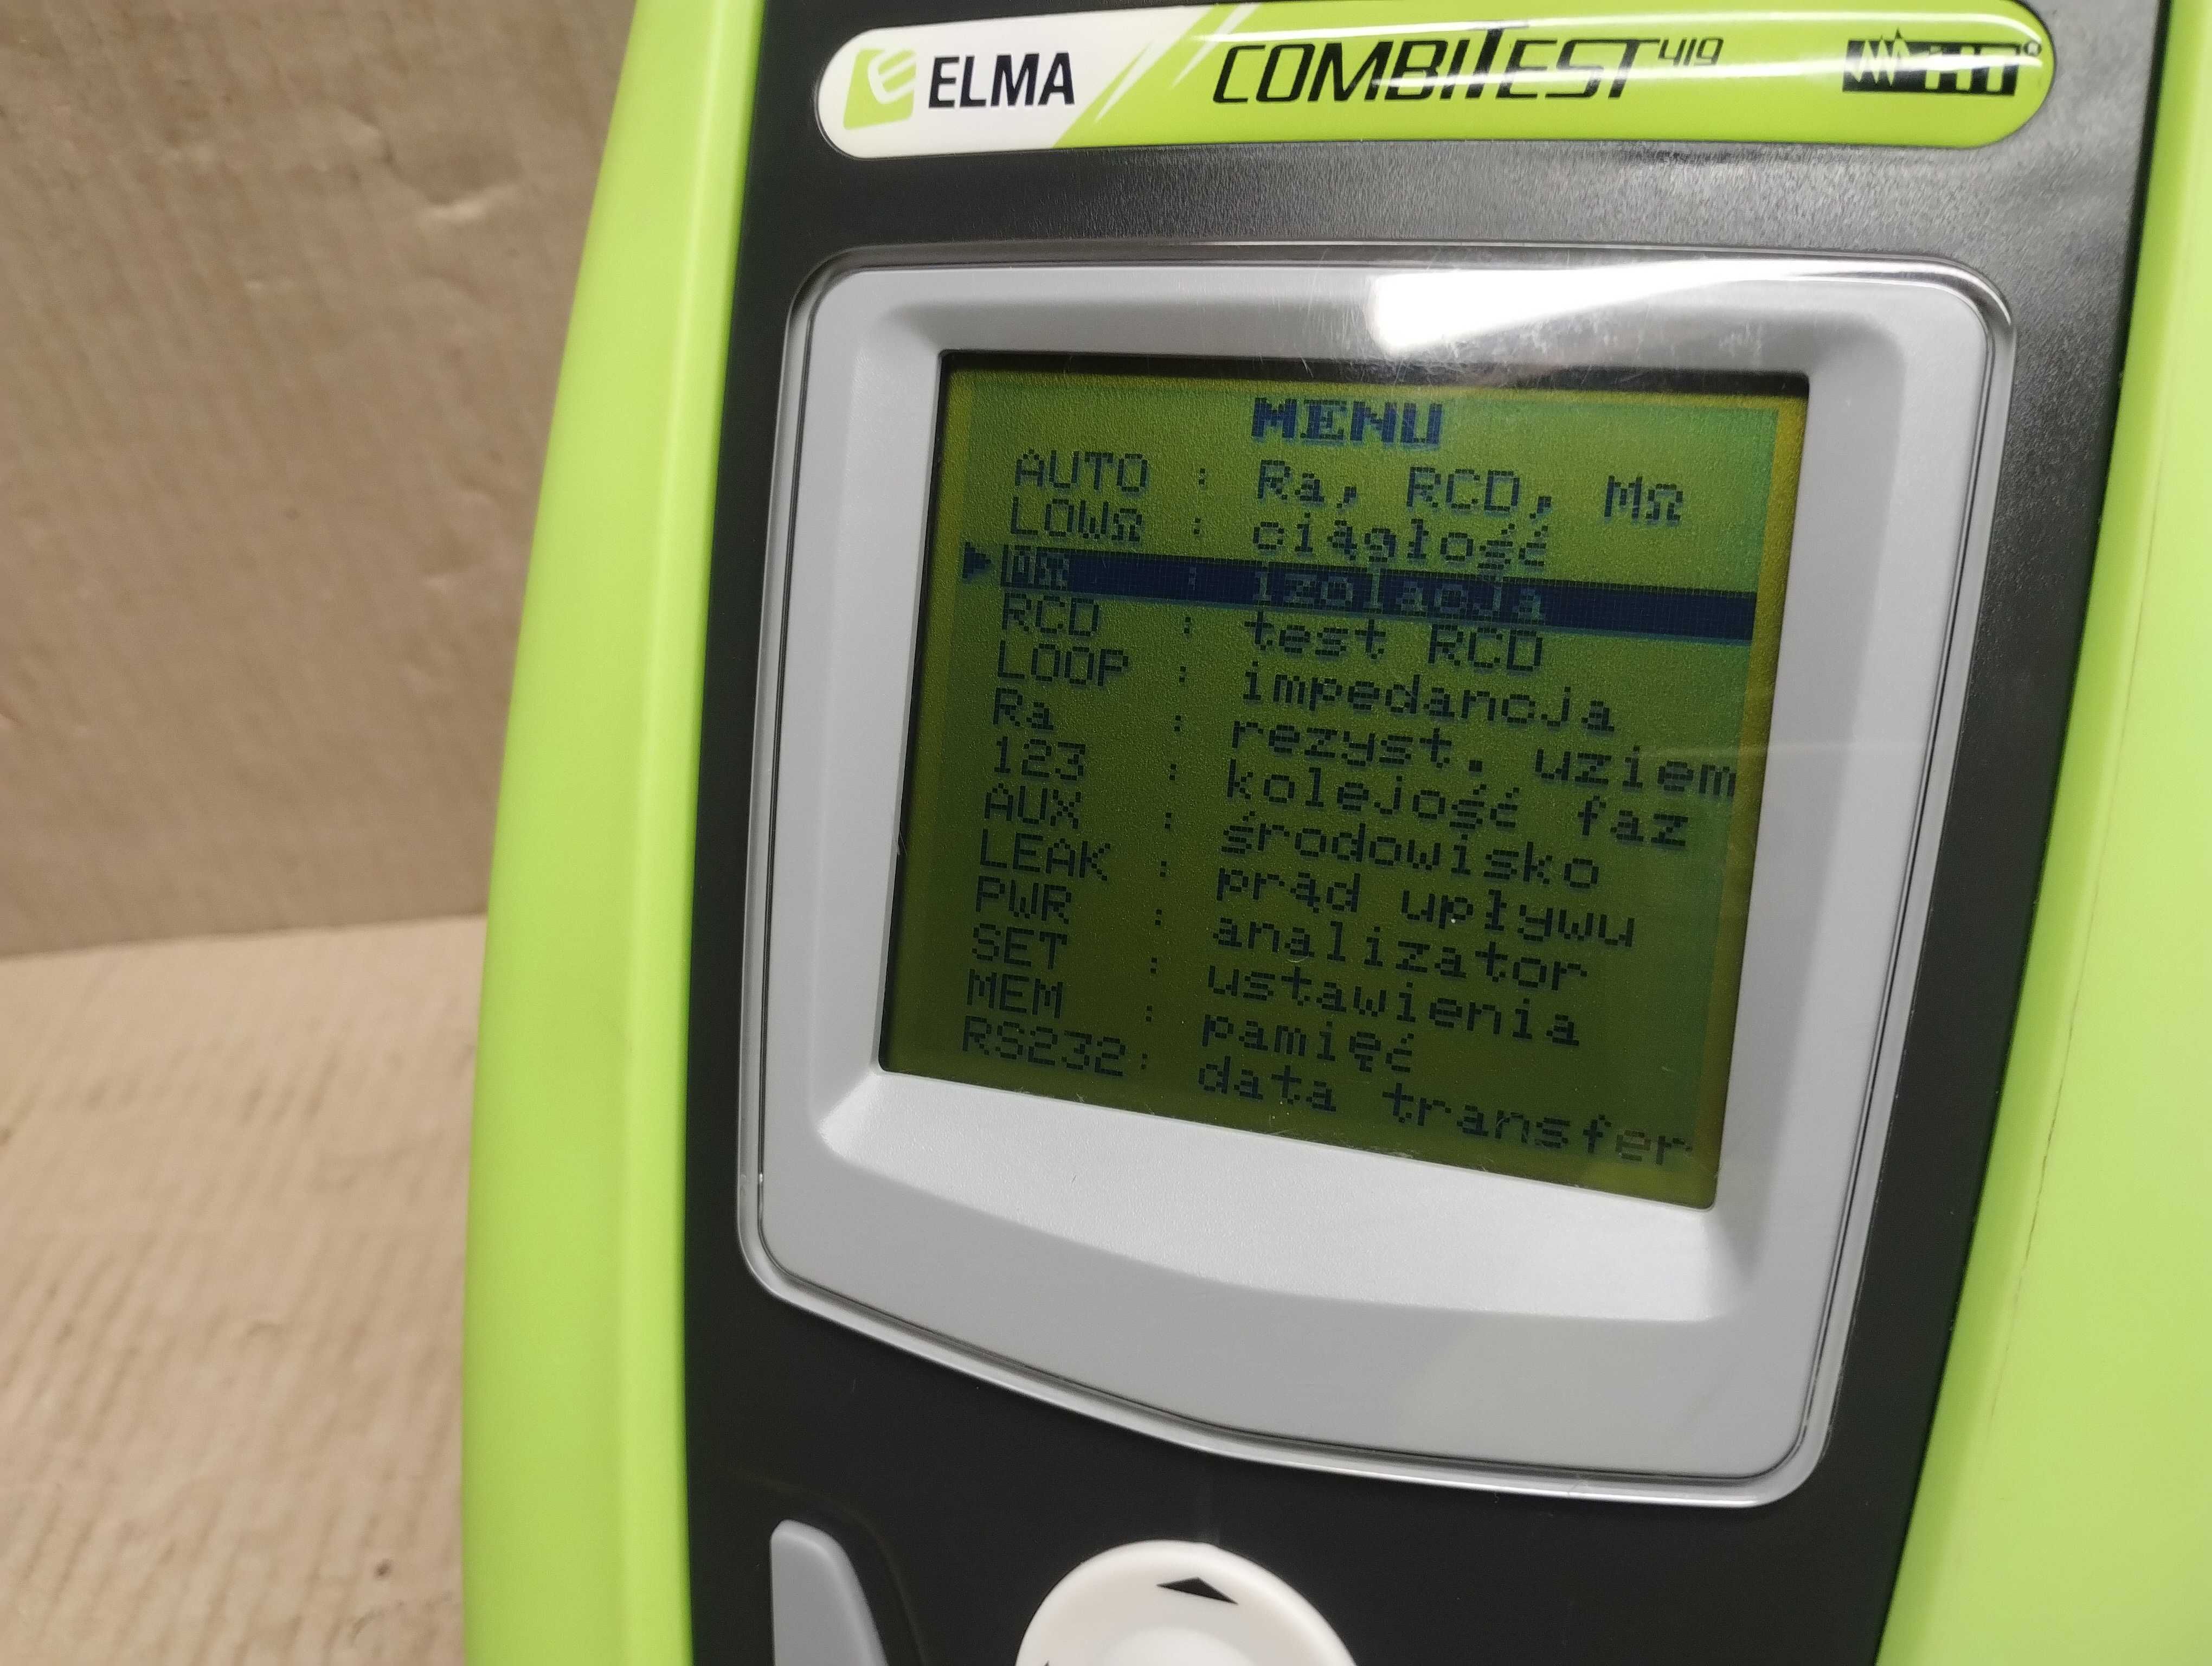 ELMA COMBITEST 419 HT
MENU
AUTO : Ra, RCD, MΩ
LOWΩ : ciągłość
MΩ : izolacja
RCD : test RCD
LOOP : impedancja
Ra : rezyst. uziem
123 : kolejość faz
AUX : środowisko
LEAK : prąd upływu
PWR : analizator
SET : ustawienia
MEM : pamięć
RS232: data transfer